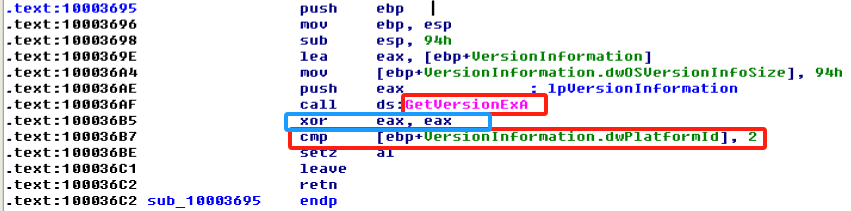 .text:10003695 push ebp
.text:10003696 mov ebp, esp
.text:10003698 sub esp, 94h
.text:1000369E lea eax, [ebp+VersionInformation]
.text:100036A4 mov [ebp+VersionInformation.dwOSVersionInfoSize], 94h
.text:100036AE push eax ; lpVersionInformation
.text:100036AF call ds:GetVersionExA
.text:100036B5 xor eax, eax
.text:100036B7 cmp [ebp+VersionInformation.dwPlatformId], 2
.text:100036BE setz al
.text:100036C1 leave
.text:100036C2 retn
.text:100036C2 sub_10003695 endp